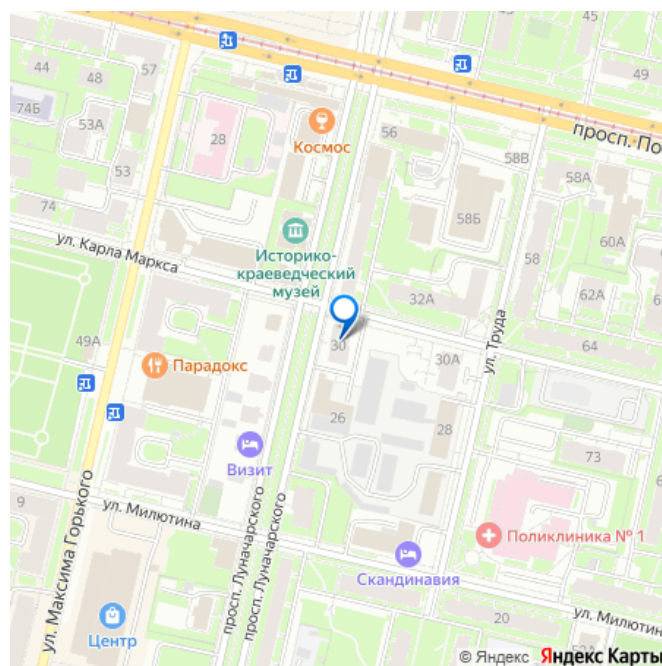 44
48
57
45
49
74Б
53А
28
Космос
56
просп. По
53
58В
58А
74
58Б
60А
Историко-
краеведческий
музей
ул. Карла Маркса
58
62А
32А
49А
30
30А
64
ул. Труда
Парадокс
26
28
Визит
73
9
ул. Милютина
Поликлиника № 1
ул. Максима Горького
просп. Луначарского
просп. Луначарского
Скандинавия
20
ул. Милютина
Центр
© Яндекс Яндекс Карты